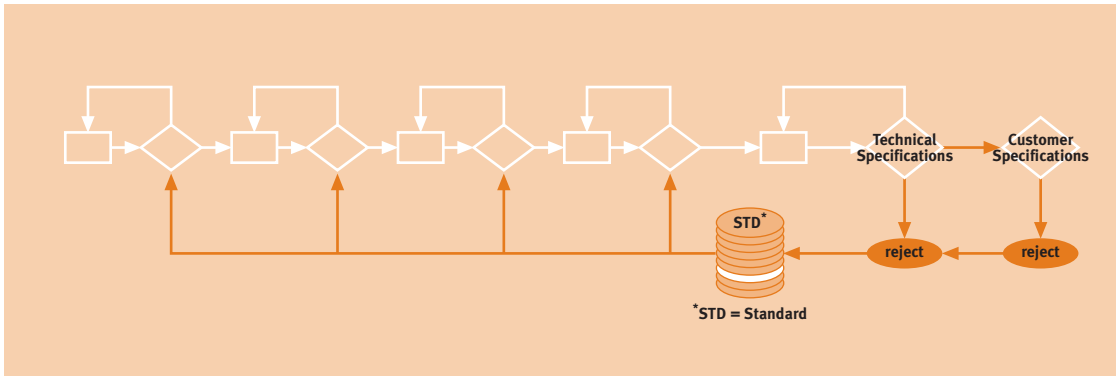 Technical
Specifications
Customer
Specifications
STD*
reject
reject
*STD = Standard